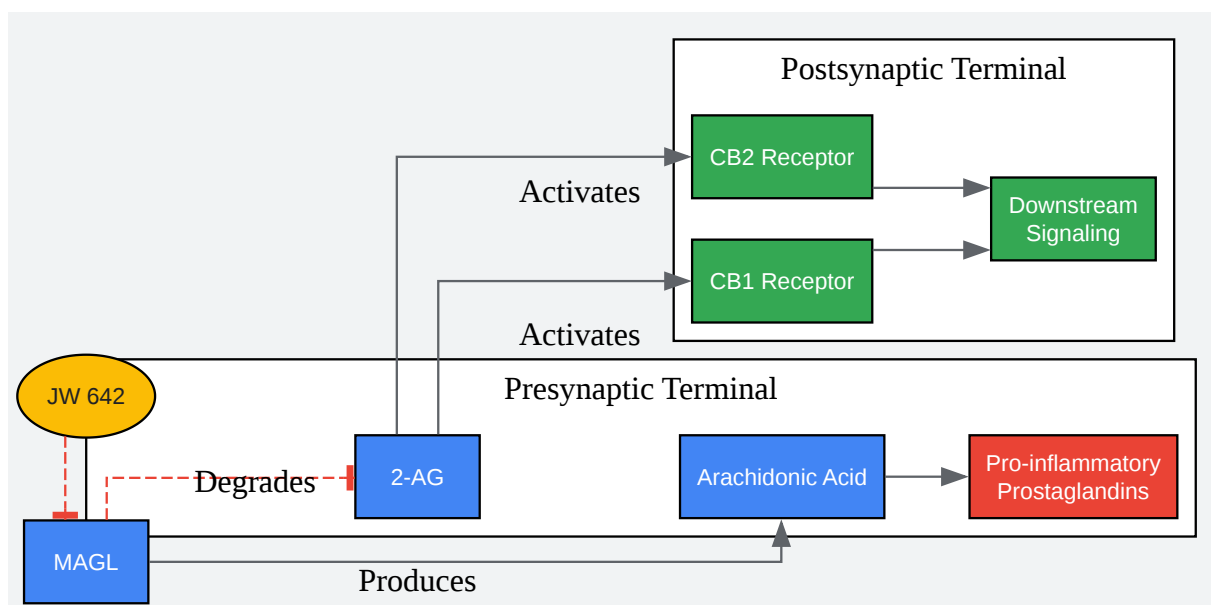 Postsynaptic Terminal
CB2 Receptor
Activates
Downstream
Signaling
CB1 Receptor
Activates
JW 642
Presynaptic Terminal
Degrades
2-AG
Arachidonic Acid
Pro-inflammatory
Prostaglandins
MAGL
Produces